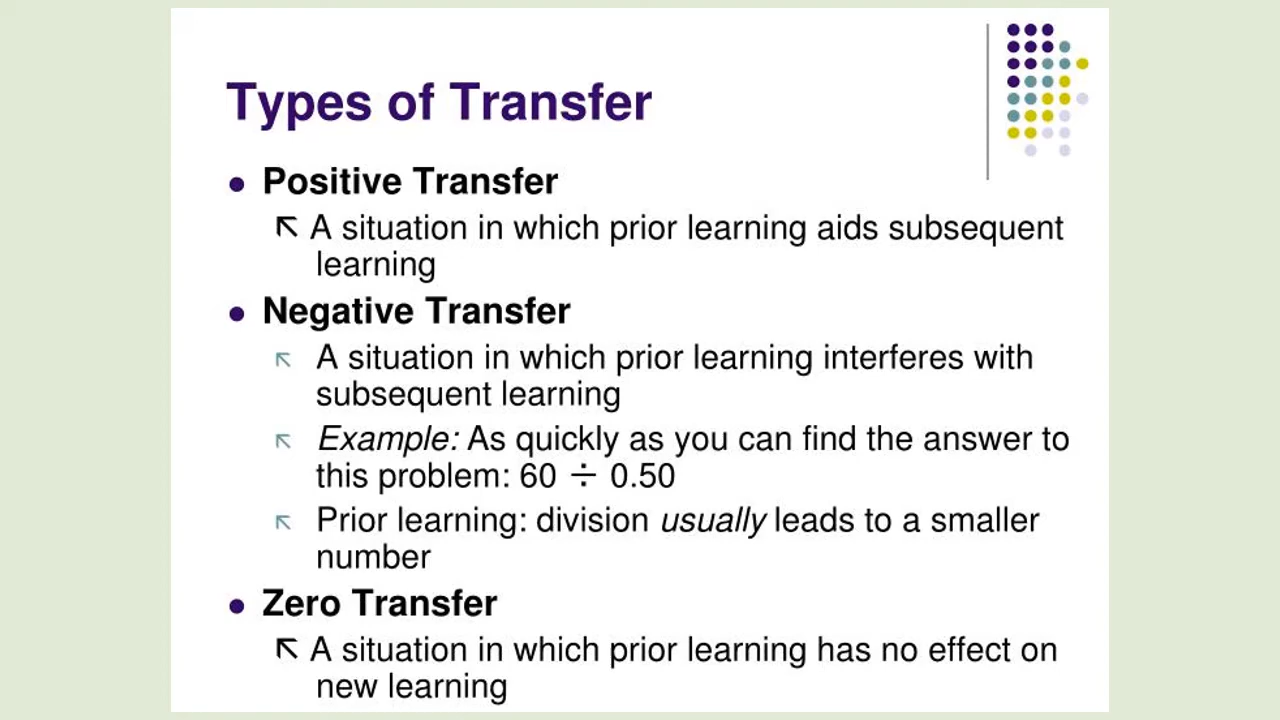 Types of Transfer
● Positive Transfer
↖ A situation in which prior learning aids subsequent
learning
● Negative Transfer
↖ A situation in which prior learning interferes with
subsequent learning
↖ Example: As quickly as you can find the answer to
this problem: 60 ÷ 0.50
↖ Prior learning: division usually leads to a smaller
number
● Zero Transfer
↖ A situation in which prior learning has no effect on
new learning